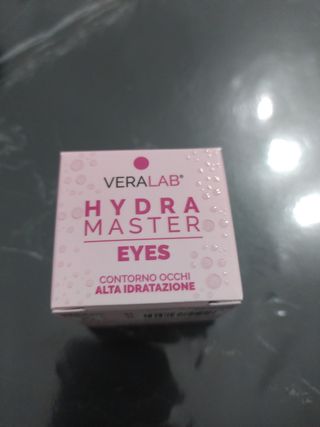 VERALAB®
HYDRA
MASTER
EYES
CONTORNO OCCHI
ALTA IDRATAZIONE